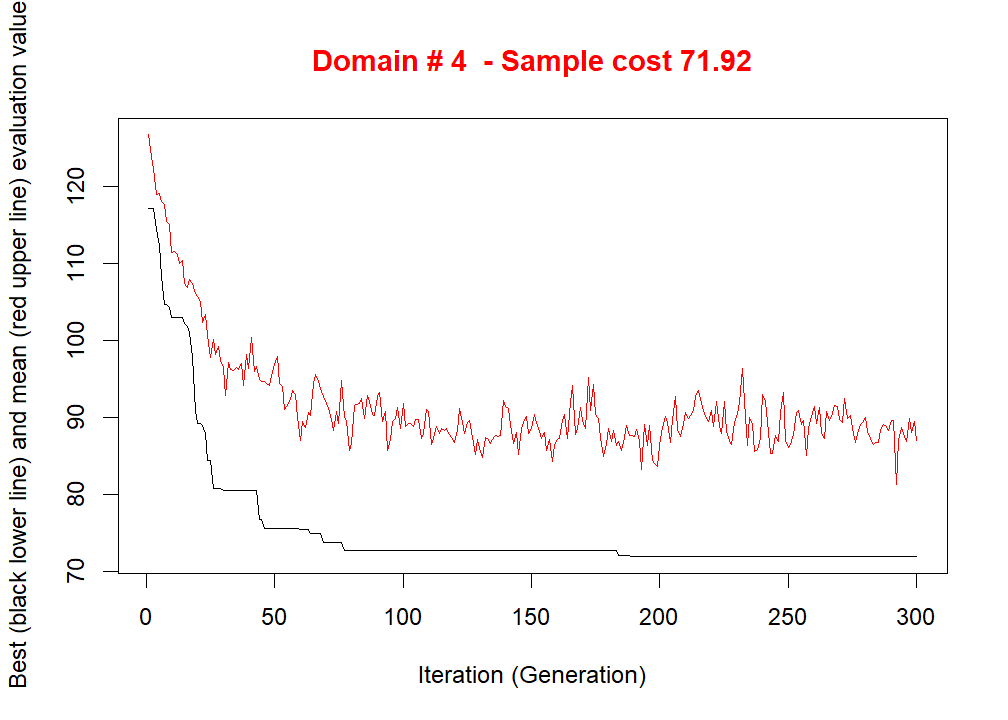 Domain # 4  - Sample cost 71.92
Best (black lower line) and mean (red upper line) evaluation value
120
110
100
90
80
70
0 50 100 150 200 250 300
Iteration (Generation)